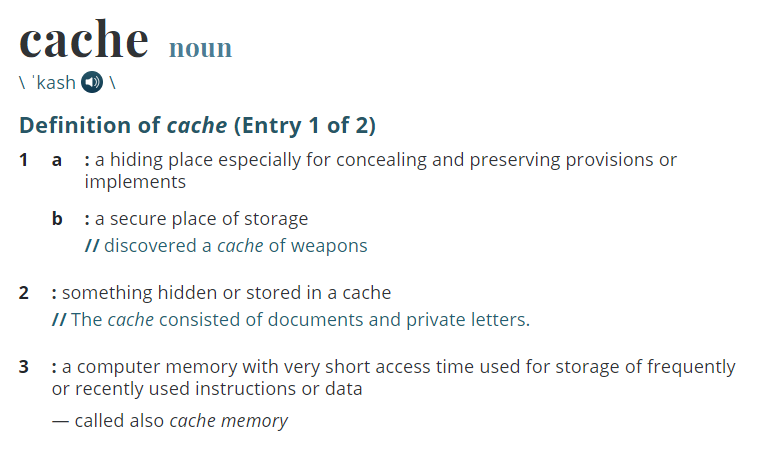 cache noun
\ ˈkash \
Definition of cache (Entry 1 of 2)
1 a : a hiding place especially for concealing and preserving provisions or
implements
b : a secure place of storage
// discovered a cache of weapons
2 : something hidden or stored in a cache
// The cache consisted of documents and private letters.
3 : a computer memory with very short access time used for storage of frequently
or recently used instructions or data
— called also cache memory